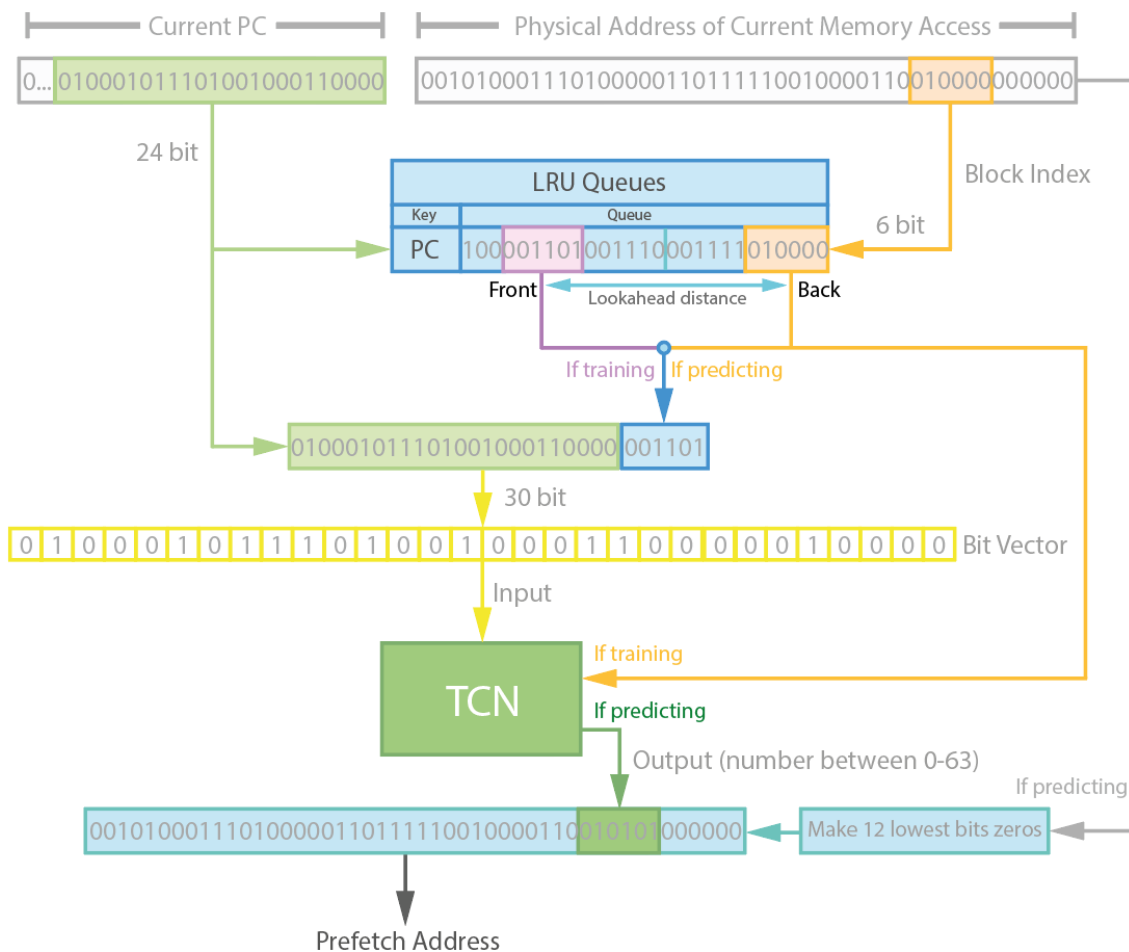 Current PC
Physical Address of Current Memory Access
0... 010001011101001000110000
001010001110100000110111110010000110010000000000
24 bit
LRU Queues
Block Index
Key
Queue
6 bit
PC
100001101001110001111010000
Front
Lookahead distance
Back
If training
If predicting
010001011101001000110000 001101
30 bit
0 1 0 0 0 1 0 1 1 1 0 1 0 0 1 0 0 0 1 1 0 0 0 0 0 1 0 0 0 0
Bit Vector
Input
If training
TCN
If predicting
Output (number between 0-63)
If predicting
001010001110100000110111110010000110010101000000
Make 12 lowest bits zeros
Prefetch Address